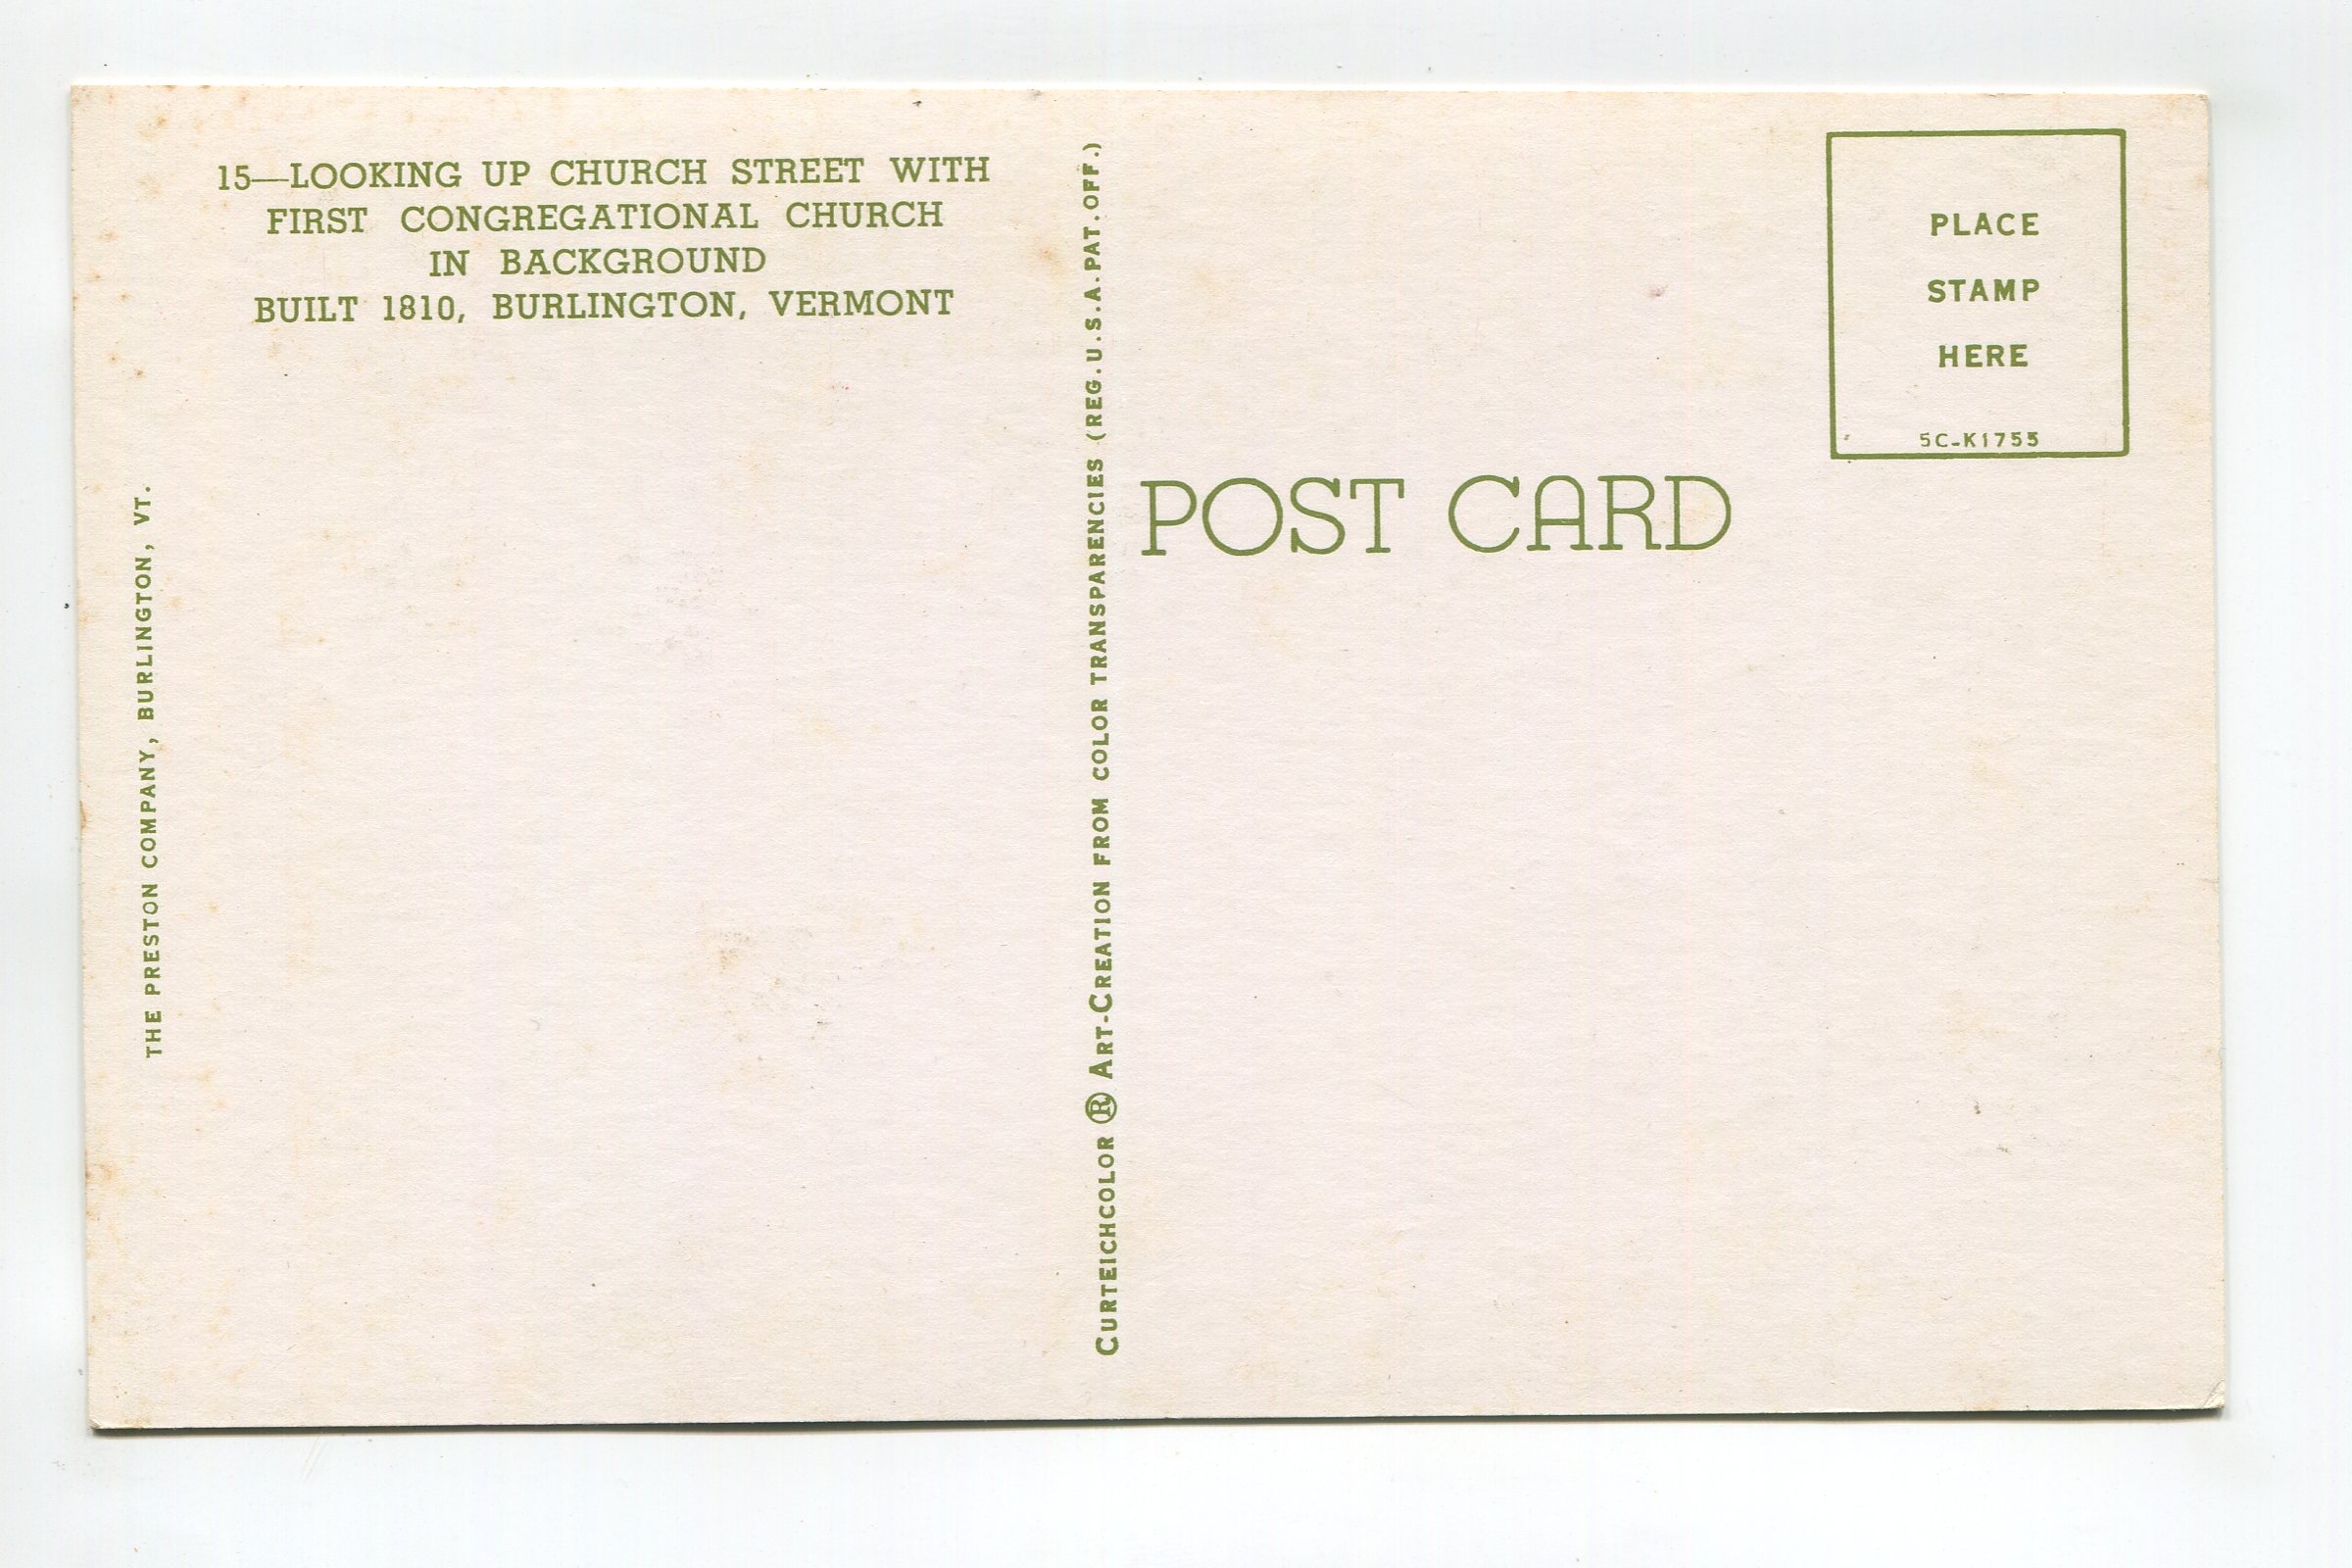 15—LOOKING UP CHURCH STREET WITH
FIRST CONGREGATIONAL CHURCH
IN BACKGROUND
BUILT 1810, BURLINGTON, VERMONT
THE PRESTON COMPANY, BURLINGTON, VT.
CURTEICHCOLOR ® ART-CREATION FROM COLOR TRANSPARENCIES (REG.U.S.A.PAT.OFF.)
POST CARD
PLACE
STAMP
HERE
5C-K1755